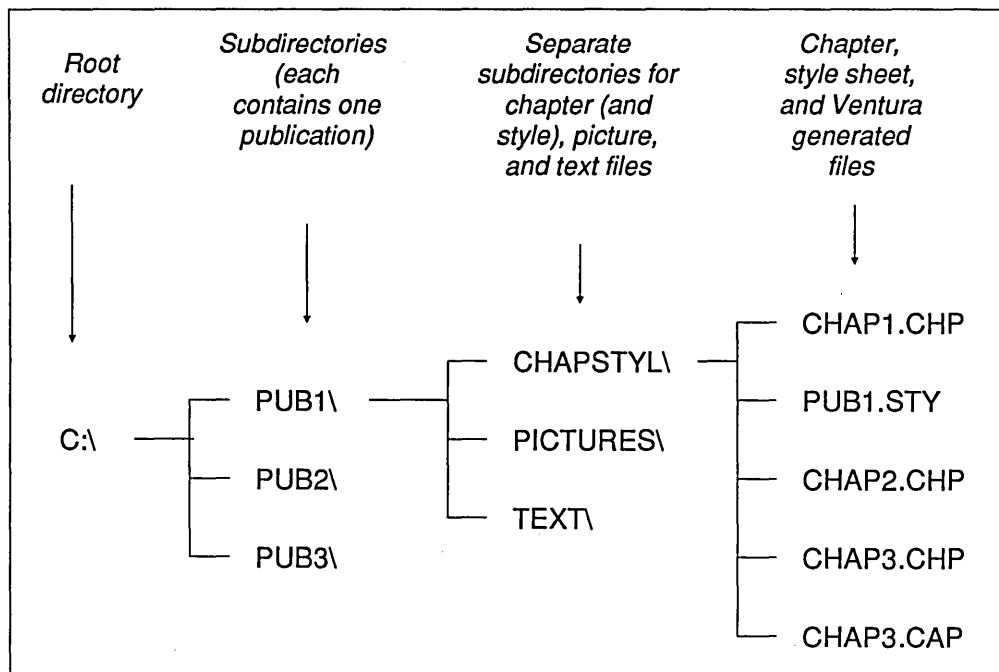 Root
directory
Subdirectories
(each
contains one
publication)
Separate
subdirectories for
chapter (and
style), picture,
and text files
Chapter,
style sheet,
and Ventura
generated
files
C:\
PUB1\
PUB2\
PUB3\
CHAPSTYL\
PICTURES\
TEXT\
CHAP1.CHP
PUB1.STY
CHAP2.CHP
CHAP3.CHP
CHAP3.CAP